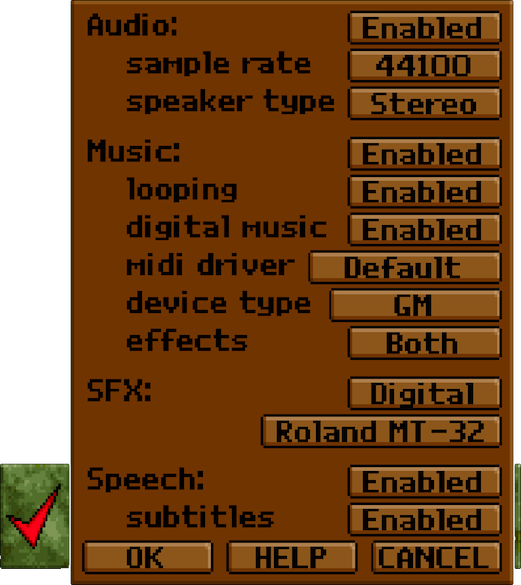 Audio: Enabled
sample rate 44100
speaker type Stereo
Music: Enabled
looping Enabled
digital music Enabled
midi driver Default
device type GM
effects Both
SFX: Digital
Roland MT-32
Speech: Enabled
subtitles Enabled
OK HELP CANCEL